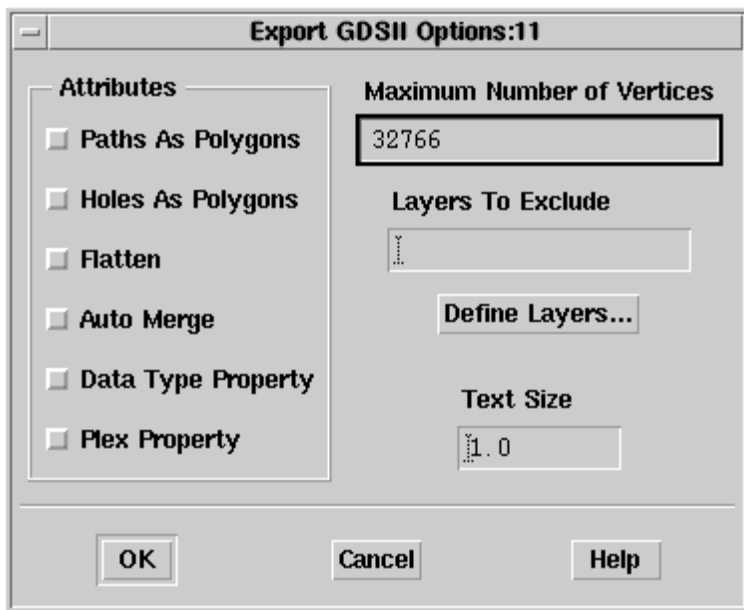 Export GDSII Options:11
Attributes
Paths As Polygons
Holes As Polygons
Flatten
Auto Merge
Data Type Property
Plex Property
Maximum Number of Vertices
32766
Layers To Exclude
Define Layers...
Text Size
1.0
OK
Cancel
Help